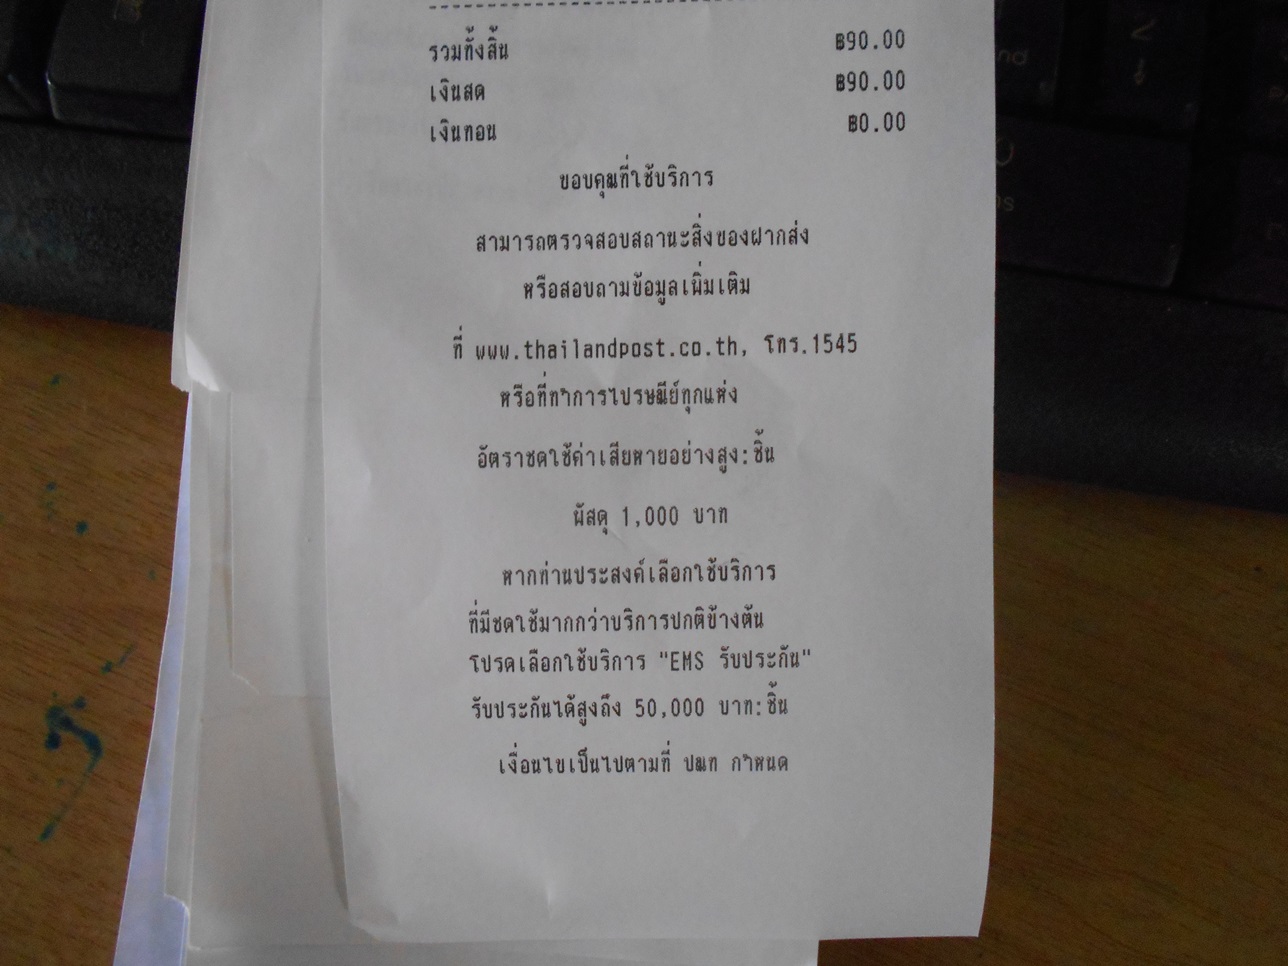 รวมทั้งสิ้น ฿90.00
เงินสด ฿90.00
เงินทอน ฿0.00
ขอบคุณที่ใช้บริการ
สามารถตรวจสอบสถานะสิ่งของฝากส่ง
หรือสอบถามข้อมูลเพิ่มเติม
ที่ www.thailandpost.co.th, โทร.1545
หรือที่ทำการไปรษณีย์ทุกแห่ง
อัตราชดใช้ค่าเสียหายอย่างสูง:ชิ้น
พัสดุ 1,000 บาท
หากท่านประสงค์เลือกใช้บริการ
ที่มีชดใช้มากกว่าบริการปกติข้างต้น
โปรดเลือกใช้บริการ "EMS รับประกัน"
รับประกันได้สูงถึง 50,000 บาท:ชิ้น
เงื่อนไขเป็นไปตามที่ ปณท กำหนด